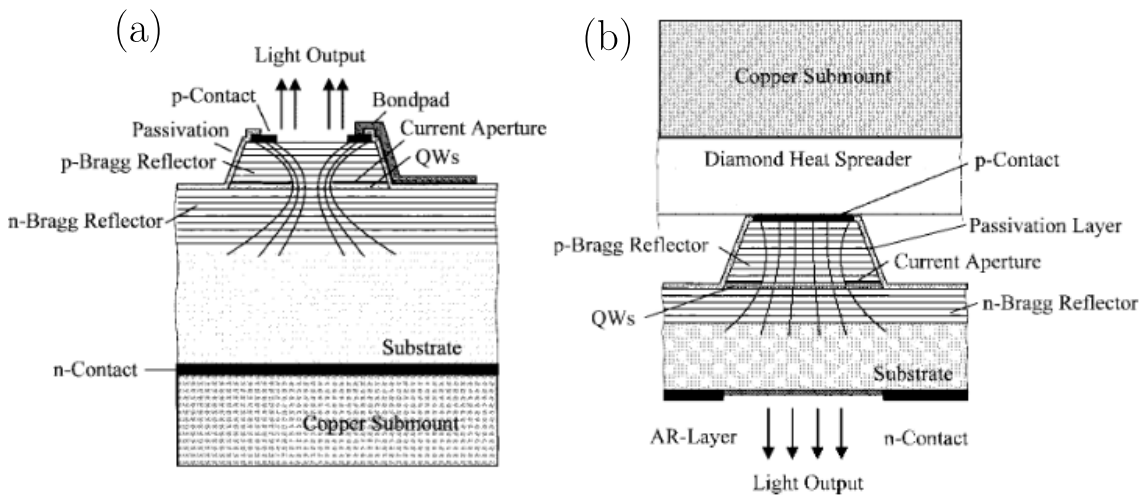 (a)
Light Output
p-Contact
Bondpad
Passivation
Current Aperture
p-Bragg Reflector
QWs
n-Bragg Reflector
Substrate
n-Contact
Copper Submount
(b)
Copper Submount
Diamond Heat Spreader
p-Contact
Passivation Layer
p-Bragg Reflector
Current Aperture
QWs
n-Bragg Reflector
Substrate
AR-Layer
n-Contact
Light Output